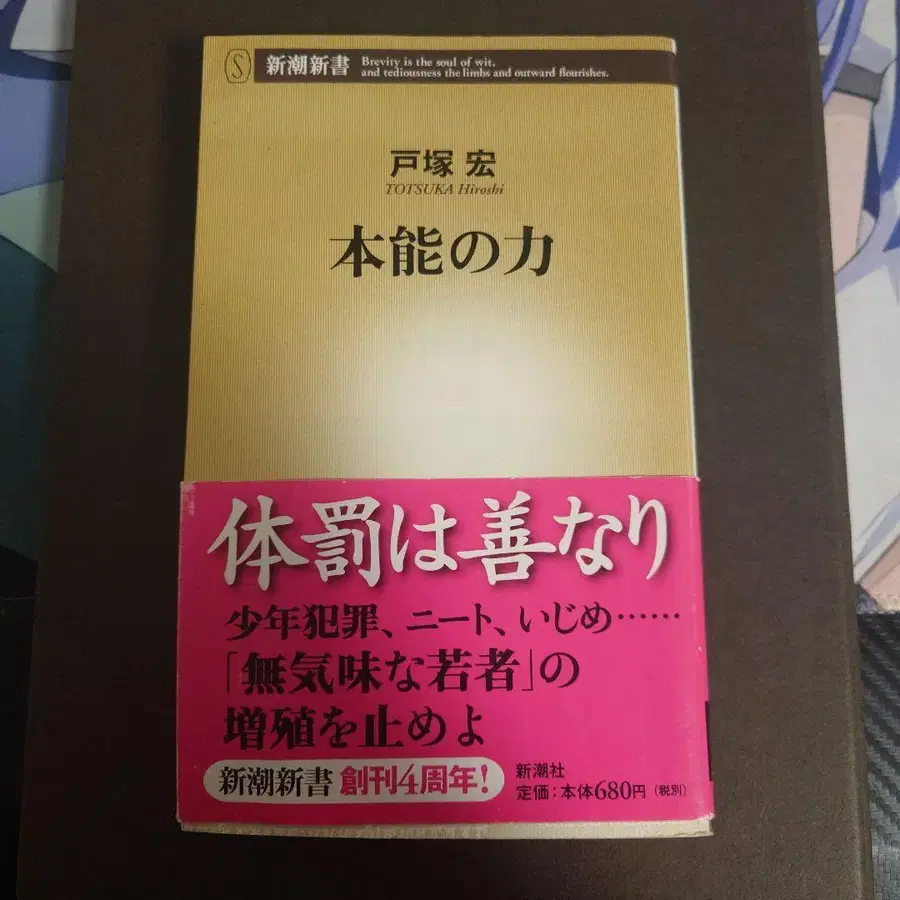 S 新潮新書
Brevity is the soul of wit,
and tediousness the limbs and outward flourishes.
戸塚 宏
TOTSUKA Hiroshi
本能の力
体罰は善なり
少年犯罪、ニート、いじめ……
「無気味な若者」の
増殖を止めよ
新潮新書 創刊4周年!
新潮社
定価:本体680円(税別)